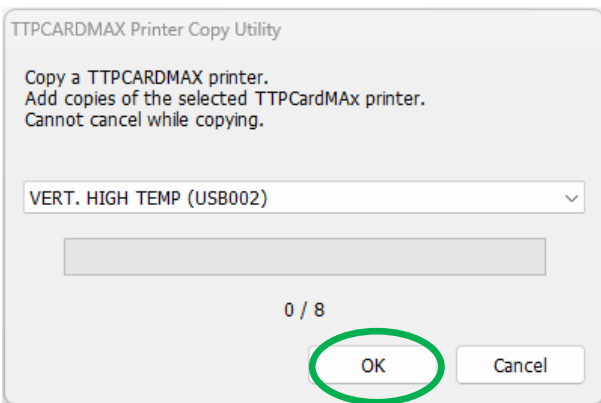 TTPCARDMAX Printer Copy Utility
Copy a TTPCARDMAX printer.
Add copies of the selected TTPCardMAx printer.
Cannot cancel while copying.
VERT. HIGH TEMP (USB002)
0 / 8
OK
Cancel